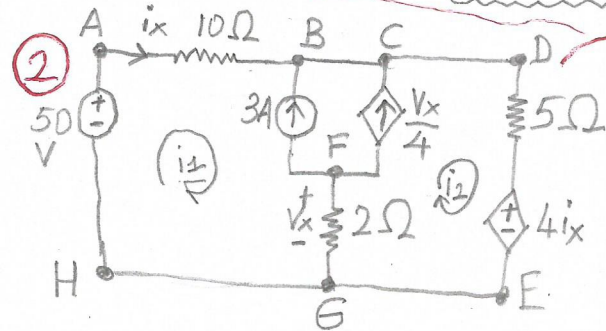 2
A
ix
10Ω
B
C
D
50
V
+
-
3A
Vx
4
5Ω
F
i1
+
Vx
-
2Ω
i2
+
-
4ix
H
G
E